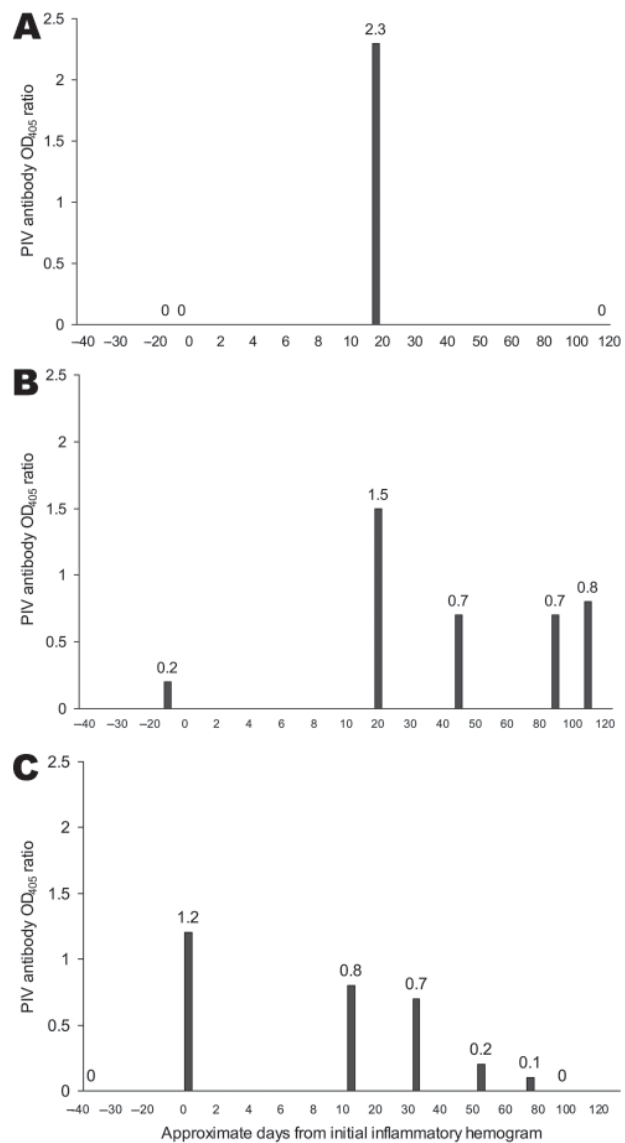 A
2.5
2.3
2
1.5
1
0.5
0 0 0
0
PIV antibody OD405 ratio
–40 –30 –20 0 2 4 6 2 8 10 20 30 40 50 60 80 100 120
B
2.5
2
1.5
1.5
1
0.8
0.7 0.7
0.5
0.2
0
PIV antibody OD405 ratio
–40 –30 –20 0 2 4 6 8 10 20 30 40 50 80 100 120
C
2.5
2
1.5
1.2
1
0.8
0.7
0.5
0.2
0.1
0 0
0
PIV antibody OD405 ratio
–40 –30 –20 0 2 4 6 8 10 20 30 40 50 60 80 100 120
Approximate days from initial inflammatory hemogram